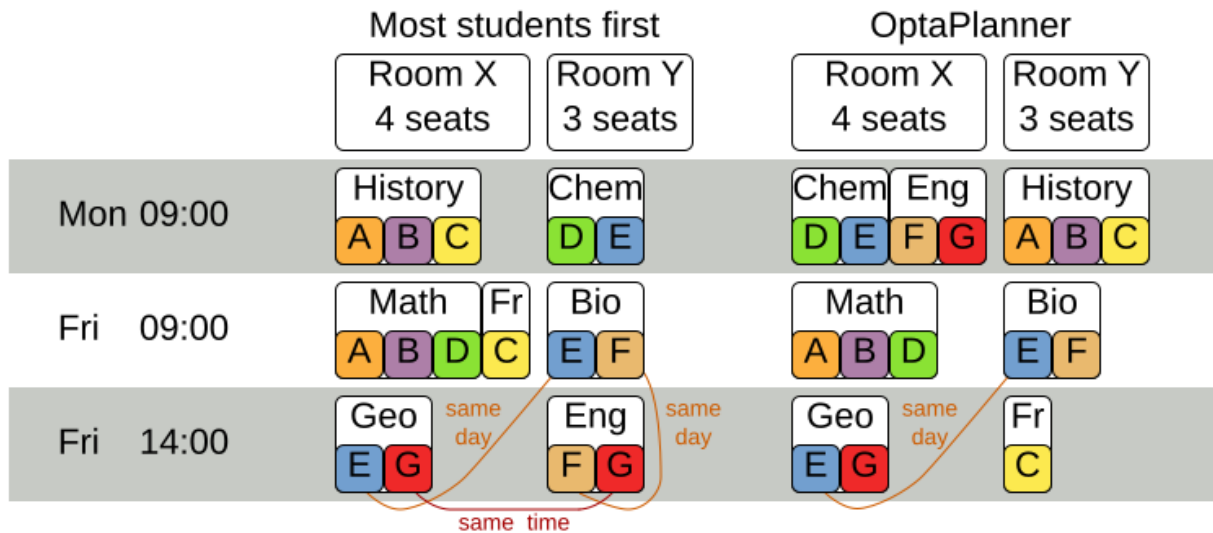 Most students first OptaPlanner
Room X Room Y Room X Room Y
4 seats 3 seats 4 seats 3 seats
Mon 09:00 History Chem Chem Eng History
A B C D E D E F G A B C
Fri 09:00 Math Fr Bio Math Bio
A B D C E F A B D E F
Fri 14:00 Geo same day Eng same day Geo same day Fr
E G F G E G C
same time